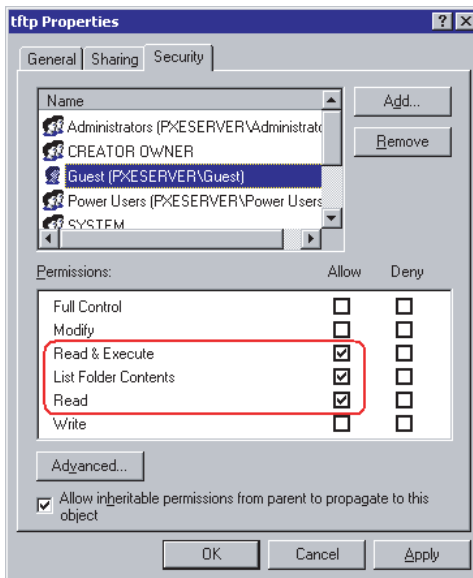 tftp Properties
General Sharing Security
Name
Add...
Administrators (PXESERVER\Administrato
Remove
CREATOR OWNER
Guest (PXESERVER\Guest)
Power Users (PXESERVER\Power Users
SYSTEM
Permissions: Allow Deny
Full Control
Modify
Read & Execute
List Folder Contents
Read
Write
Advanced...
Allow inheritable permissions from parent to propagate to this
object
OK Cancel Apply